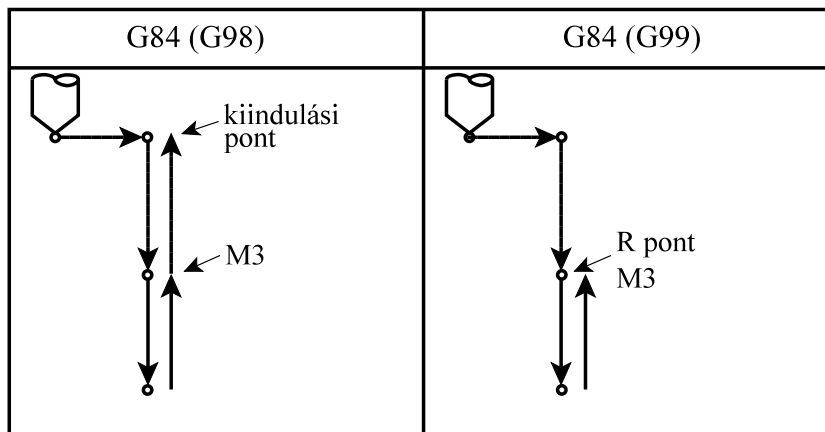 G84 (G98)
G84 (G99)
kiindulási
pont
M3
R pont
M3